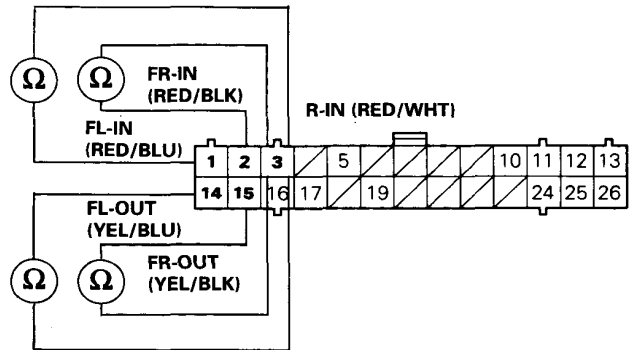 Ω Ω FR-IN
(RED/BLK)
R-IN (RED/WHT)
FL-IN
(RED/BLU)
1 2 3 5 10 11 12 13
14 15 16 17 19 24 25 26
FL-OUT
(YEL/BLU)
Ω Ω FR-OUT
(YEL/BLK)